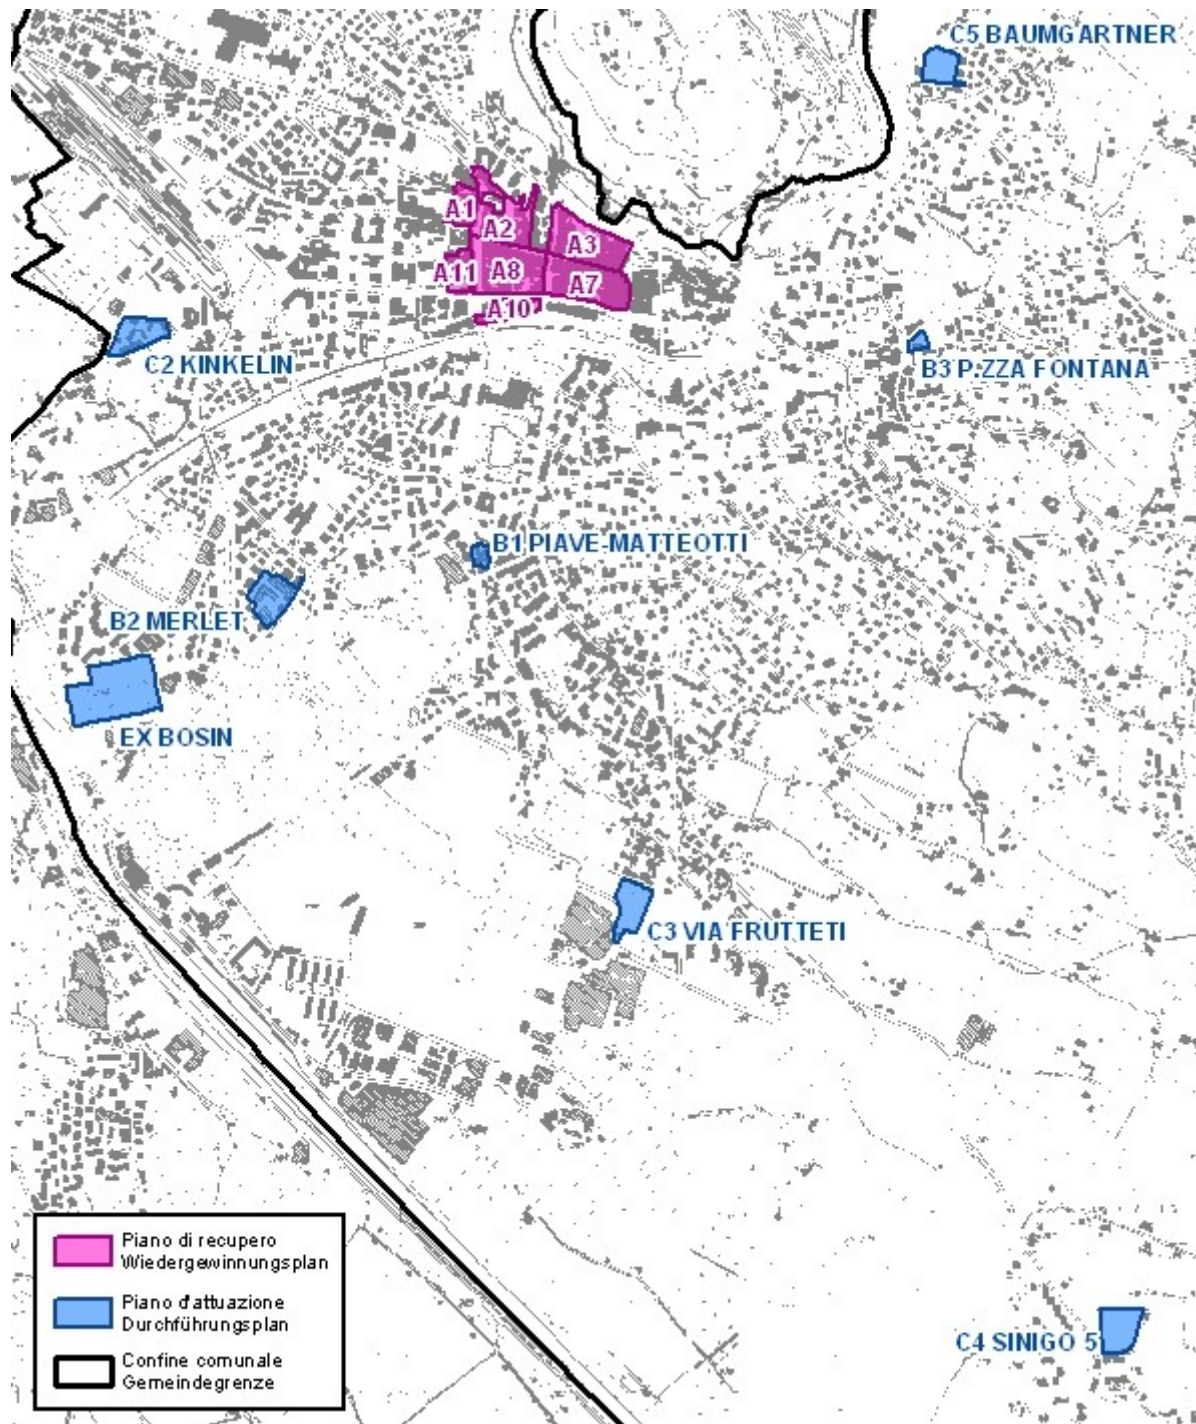 C5 BAUMGARTNER
A1
A2
A3
A11
A8
A7
A10
C2 KINKELIN
B3 P.ZZA FONTANA
B1 PIAVE-MATTEOTTI
B2 MERLET
EX BOSIN
C3 VIA FRUTTETI
C4 SINIGO 5
Piano di recupero
Wiedergewinnungsplan
Piano d'attuazione
Durchführungsplan
Confine comunale
Gemeindegrenze